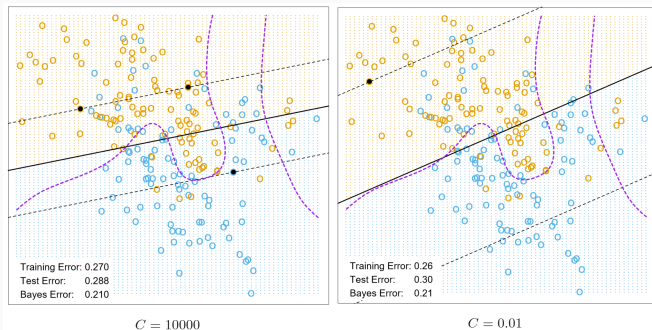 Training Error: 0.270
Test Error: 0.288
Bayes Error: 0.210
C = 10000
Training Error: 0.26
Test Error: 0.30
Bayes Error: 0.21
C = 0.01